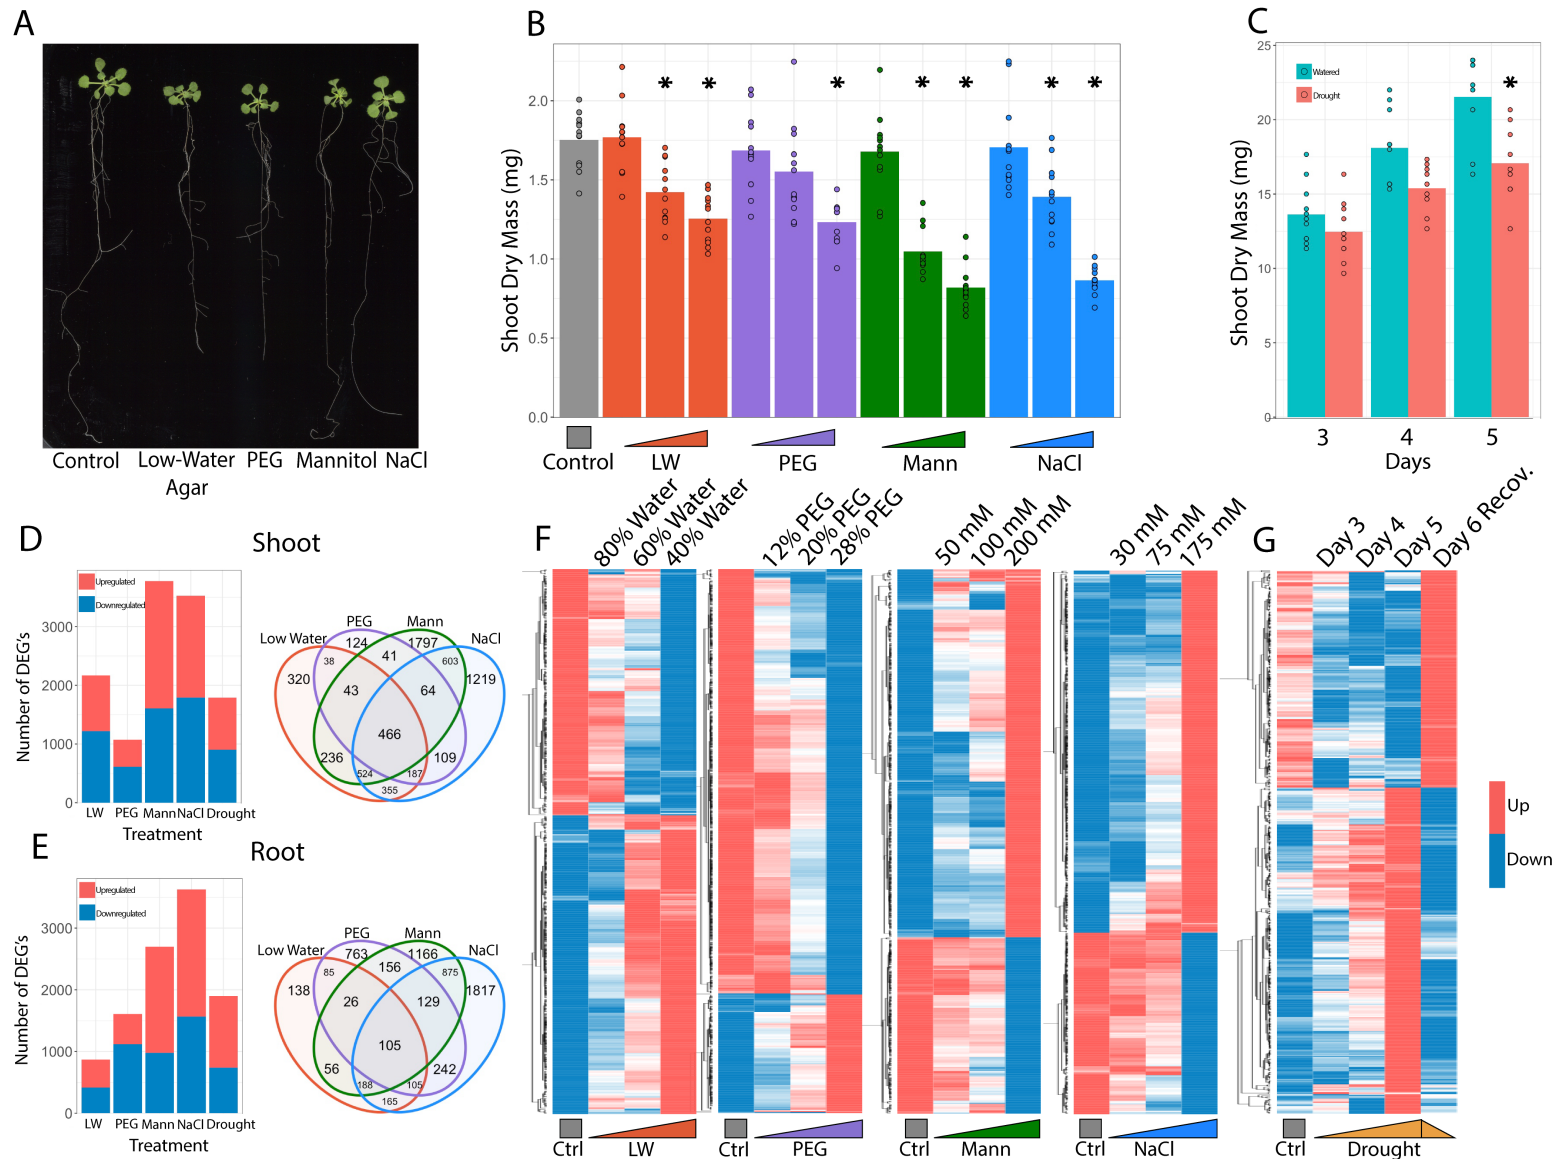 A
Control
Low-Water
Agar
PEG
Mannitol
NaCl
B
Shoot Dry Mass (mg)
2.0
1.5
1.0
0.5
0.0
* * * * * * *
Control
LW
PEG
Mann
NaCl
C
Shoot Dry Mass (mg)
25
20
15
10
5
0
Watered
Drought
*
3 4 5
Days
D
Shoot
Number of DEG's
3000
2000
1000
0
Upregulated
Downregulated
LW PEG Mann NaCl Drought
Treatment
Low Water
PEG
Mann
NaCl
320
38
124
41
1797
603
1219
43
64
466
236
109
524
187
355
E
Root
Number of DEG's
3000
2000
1000
0
Upregulated
Downregulated
LW PEG Mann NaCl Drought
Treatment
Low Water
PEG
Mann
NaCl
138
85
763
156
1166
875
1817
26
129
105
56
242
188
105
165
F
80% Water
60% Water
40% Water
12% PEG
20% PEG
28% PEG
50 mM
100 mM
200 mM
30 mM
75 mM
175 mM
Ctrl
LW
Ctrl
PEG
Ctrl
Mann
Ctrl
NaCl
G
Day 3
Day 4
Day 5
Day 6 Recov.
Ctrl
Drought
Up
Down